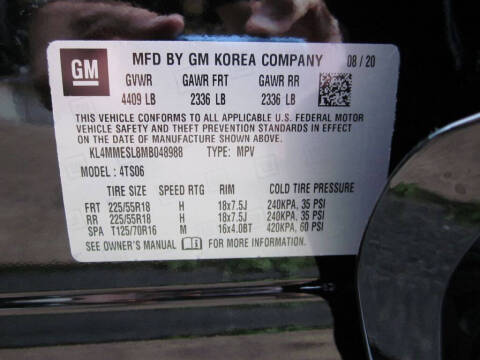 GM MFD BY GM KOREA COMPANY 08/20
GVWR GAWR FRT GAWR RR
4409 LB 2336 LB 2336 LB
THIS VEHICLE CONFORMS TO ALL APPLICABLE U.S. FEDERAL MOTOR
VEHICLE SAFETY AND THEFT PREVENTION STANDARDS IN EFFECT
ON THE DATE OF MANUFACTURE SHOWN ABOVE.
KL4MMESL8MB048988 TYPE: MPV
MODEL: 4TS06
TIRE SIZE SPEED RTG RIM COLD TIRE PRESSURE
FRT 225/55R18 H 18x7.5J 240KPA, 35 PSI
RR 225/55R18 H 18x7.5J 240KPA, 35 PSI
SPA T125/70R16 M 16x4.0BT 420KPA, 60 PSI
SEE OWNER'S MANUAL FOR MORE INFORMATION.